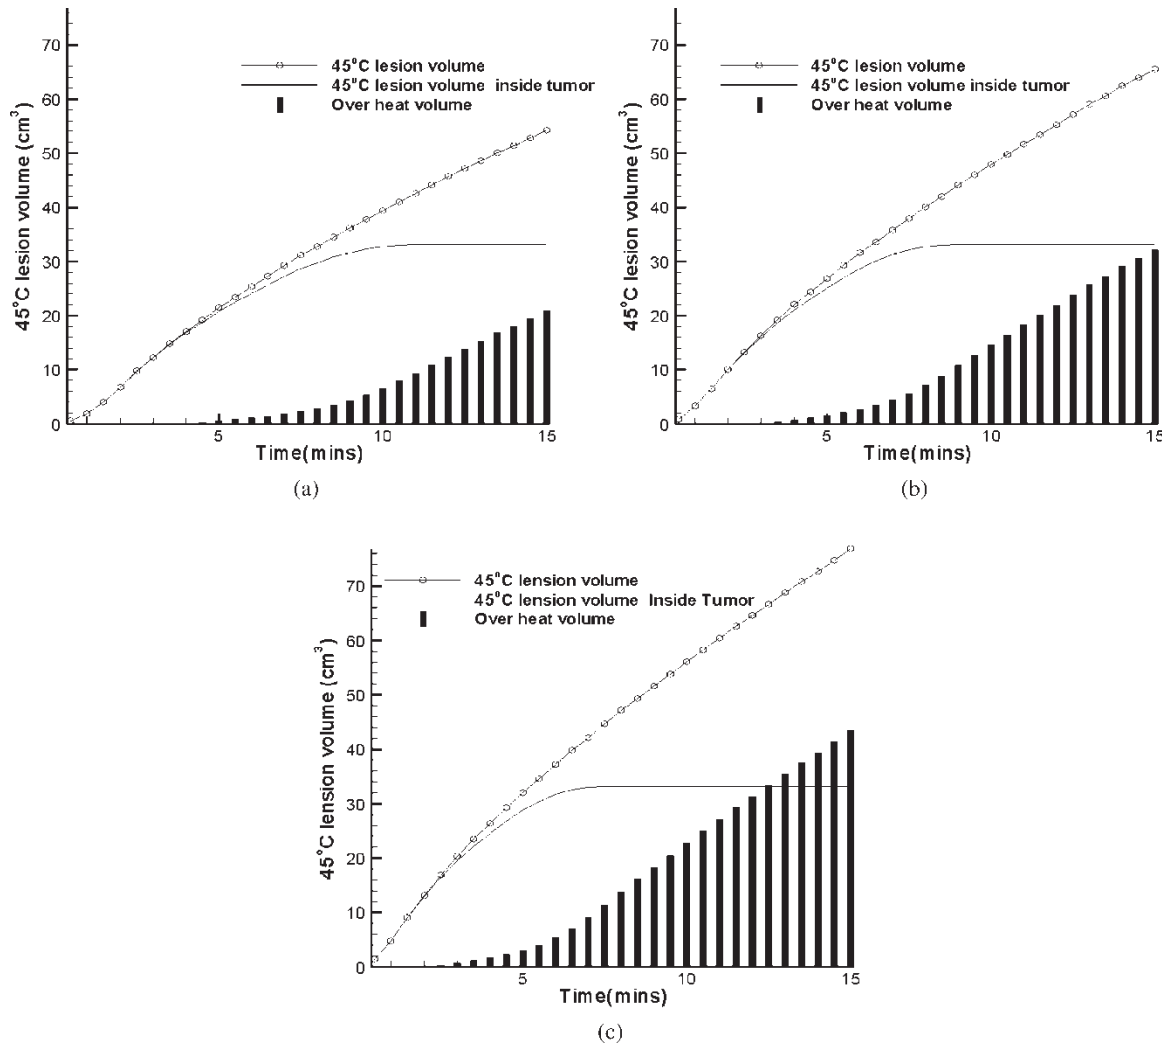 70
60
50
40
30
20
10
0
45°C lesion volume (cm³)
45°C lesion volume
45°C lesion volume inside tumor
Over heat volume
5
10
15
Time(mins)
(a)
70
60
50
40
30
20
10
0
45°C lesion volume (cm³)
45°C lesion volume
45°C lesion volume inside tumor
Over heat volume
5
10
15
Time(mins)
(b)
70
60
50
40
30
20
10
0
45°C lension volume (cm³)
45°C lension volume
45°C lension volume Inside Tumor
Over heat volume
5
10
15
Time(mins)
(c)